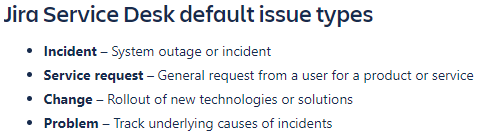 Jira Service Desk default issue types
• Incident – System outage or incident
• Service request – General request from a user for a product or service
• Change – Rollout of new technologies or solutions
• Problem – Track underlying causes of incidents